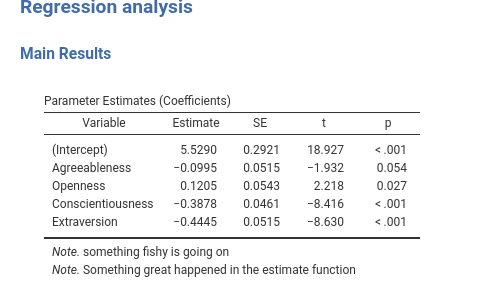 Regression analysis
Main Results
Parameter Estimates (Coefficients)
Variable Estimate SE t p
(Intercept) 5.5290 0.2921 18.927 < .001
Agreeableness −0.0995 0.0515 −1.932 0.054
Openness 0.1205 0.0543 2.218 0.027
Conscientiousness −0.3878 0.0461 −8.416 < .001
Extraversion −0.4445 0.0515 −8.630 < .001
Note. something fishy is going on
Note. Something great happened in the estimate function